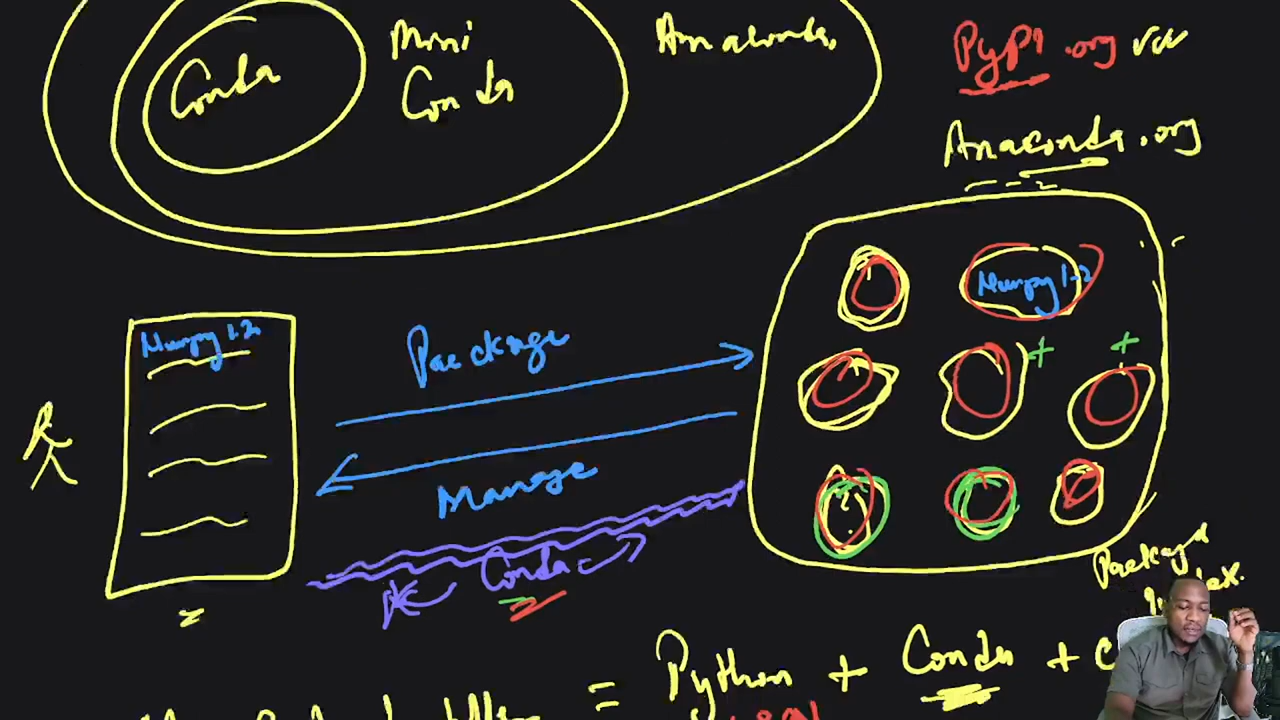 Conda
Mini
Conda
Anaconda
PyPI.org
Anaconda.org
Numpy 1.2
Numpy 1.2
Package
Manage
Conda
Package
= Python + Conda + C